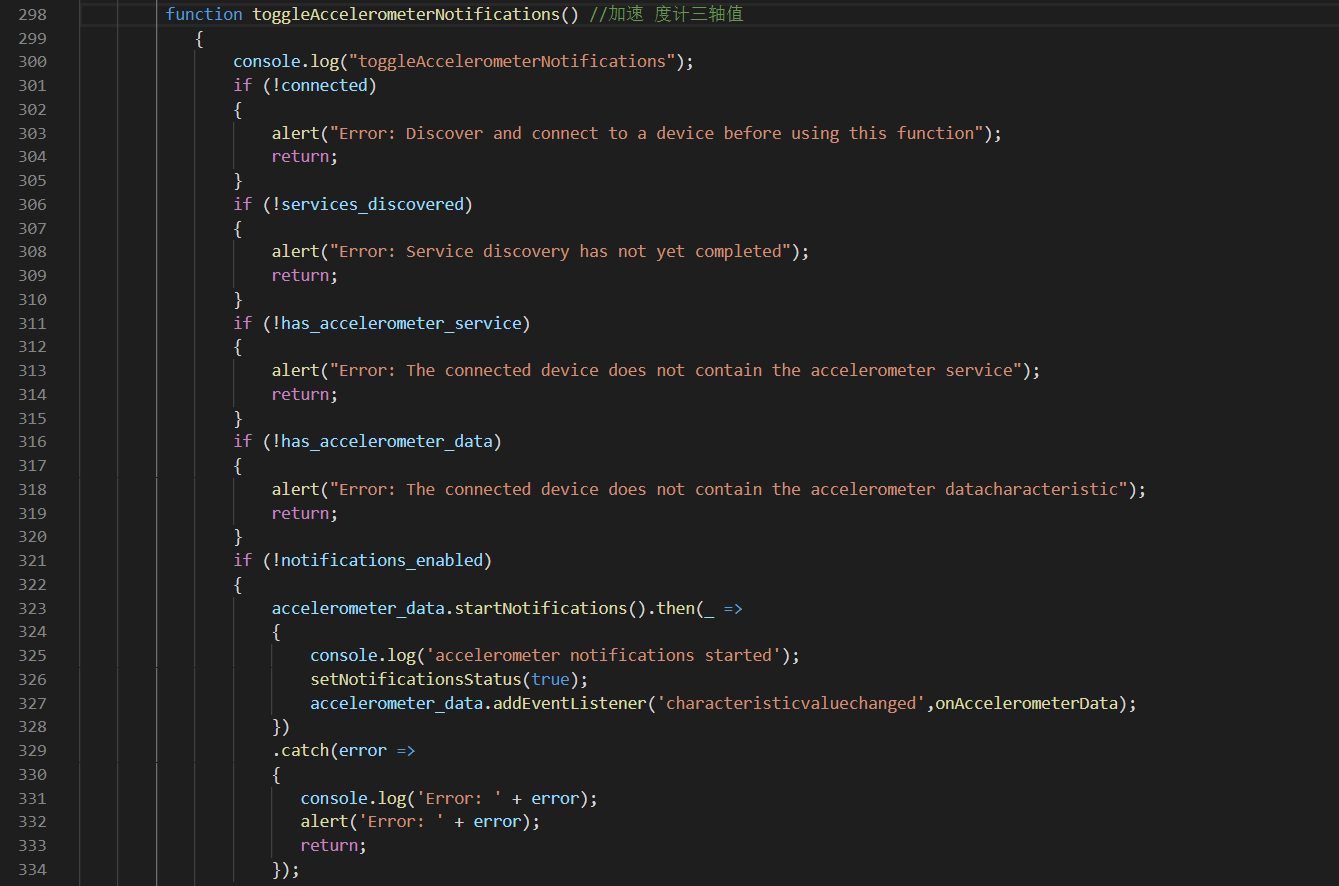 298 function toggleAccelerometerNotifications() //加速 度计三轴值
299 {
300 console.log("toggleAccelerometerNotifications");
301 if (!connected)
302 {
303 alert("Error: Discover and connect to a device before using this function");
304 return;
305 }
306 if (!services_discovered)
307 {
308 alert("Error: Service discovery has not yet completed");
309 return;
310 }
311 if (!has_accelerometer_service)
312 {
313 alert("Error: The connected device does not contain the accelerometer service");
314 return;
315 }
316 if (!has_accelerometer_data)
317 {
318 alert("Error: The connected device does not contain the accelerometer datacharacteristic");
319 return;
320 }
321 if (!notifications_enabled)
322 {
323 accelerometer_data.startNotifications().then(_ =>
324 {
325 console.log('accelerometer notifications started');
326 setNotificationsStatus(true);
327 accelerometer_data.addEventListener('characteristicvaluechanged',onAccelerometerData);
328 })
329 .catch(error =>
330 {
331 console.log('Error: ' + error);
332 alert('Error: ' + error);
333 return;
334 });